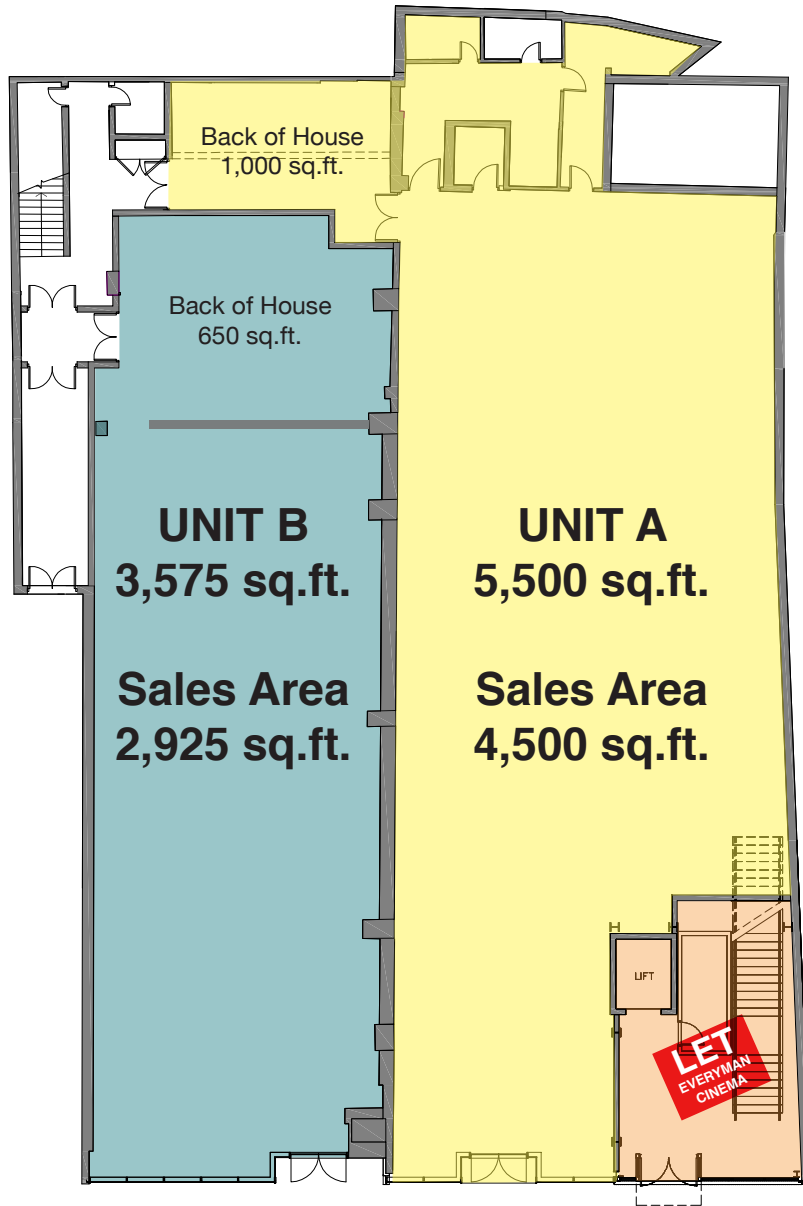 Back of House
1,000 sq.ft.
Back of House
650 sq.ft.
UNIT B
3,575 sq.ft.
Sales Area
2,925 sq.ft.
UNIT A
5,500 sq.ft.
Sales Area
4,500 sq.ft.
LIFT
LET
EVERYMAN
CINEMA